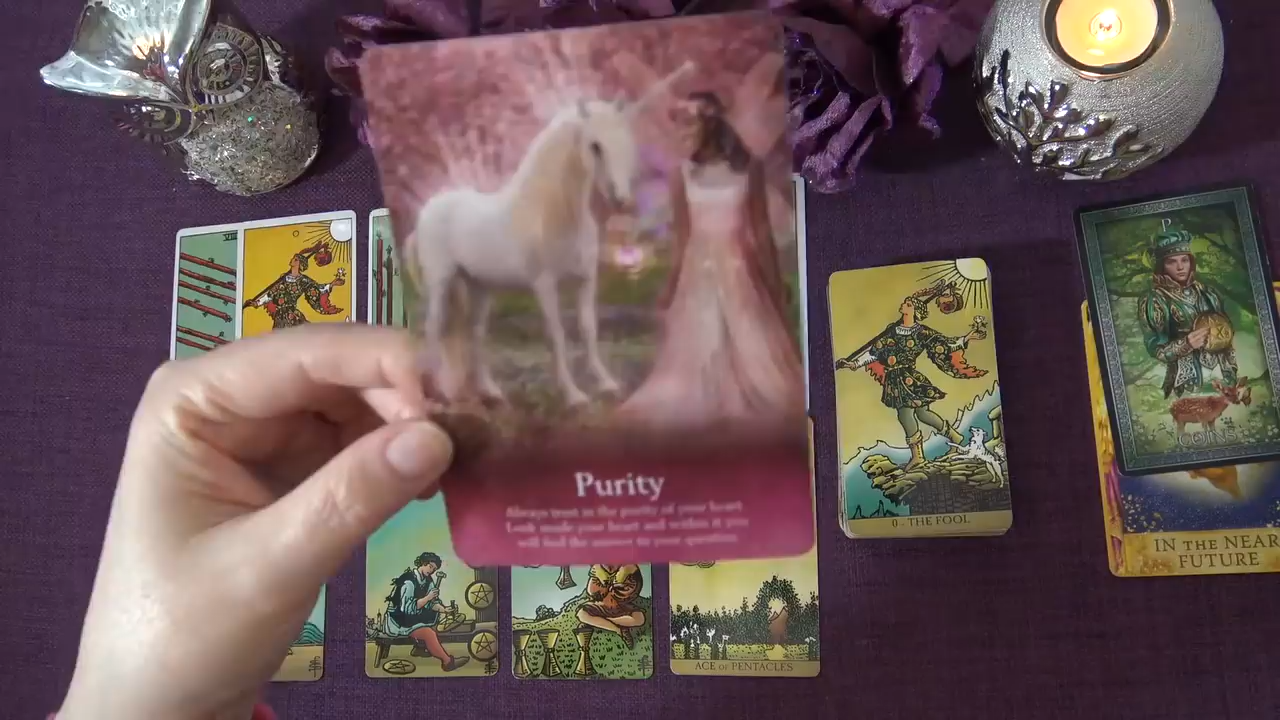 Purity
Always trust in the purity of your heart
Look inside your heart and within it you
will find the answer to your question
0 - THE FOOL.
ACE of PENTACLES
P
COINS
IN THE NEAR
FUTURE